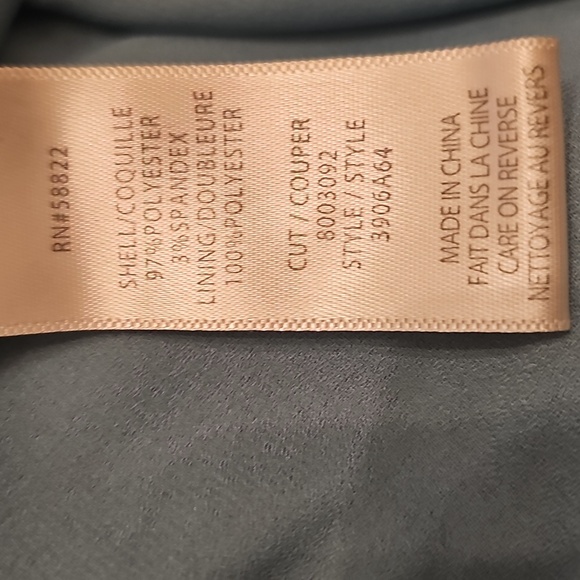 RN#58822
SHELL/COQUILLE
97%POLYESTER
3%SPANDEX
LINING/DOUBLEURE
100%POLYESTER
CUT / COUPER
8003092
STYLE / STYLE
3906A64
MADE IN CHINA
FAIT DANS LA CHINE
CARE ON REVERSE
NETTOYAGE AU REVERS